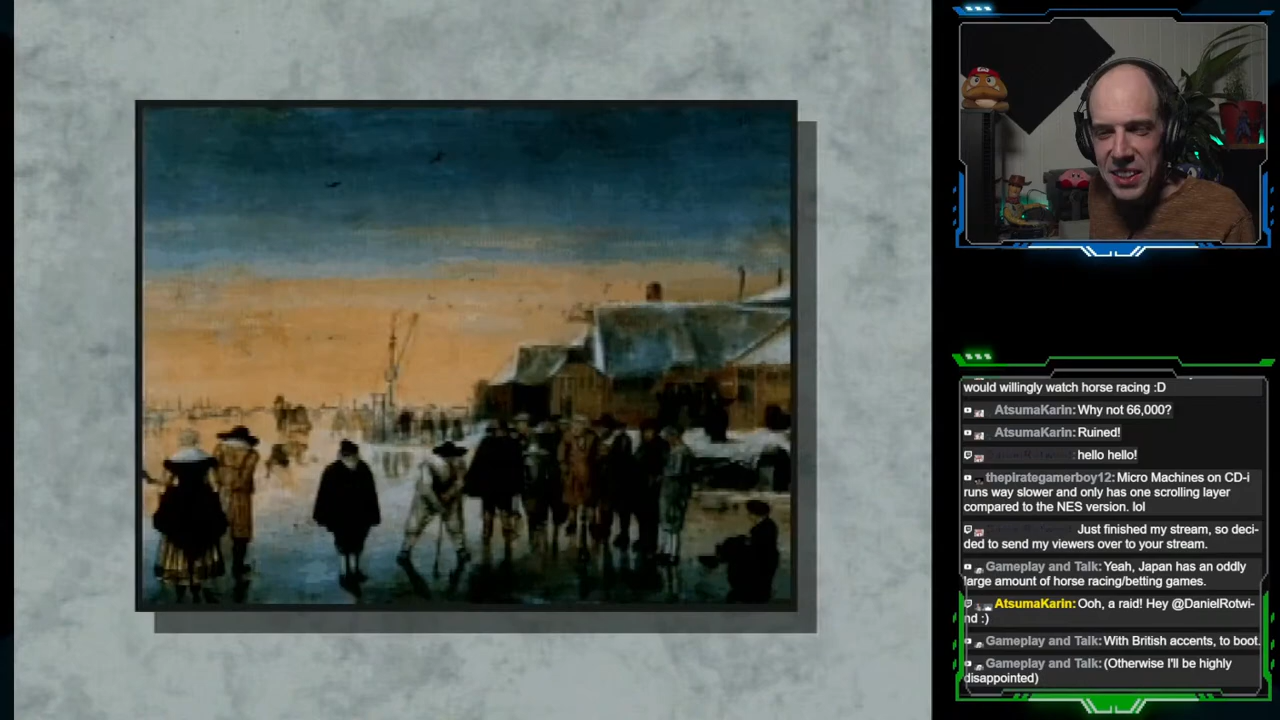 would willingly watch horse racing :D
AtsumaKarin: Why not 66,000?
AtsumaKarin: Ruined!
: hello hello!
thepirategamerboy12: Micro Machines on CD-i
runs way slower and only has one scrolling layer
compared to the NES version. lol
Just finished my stream, so deci-
ded to send my viewers over to your stream.
Gameplay and Talk: Yeah, Japan has an oddly
large amount of horse racing/betting games.
AtsumaKarin: Ooh, a raid! Hey @DanielRotwi-
nd :)
Gameplay and Talk: With British accents, to boot.
Gameplay and Talk: (Otherwise I'll be highly
disappointed)